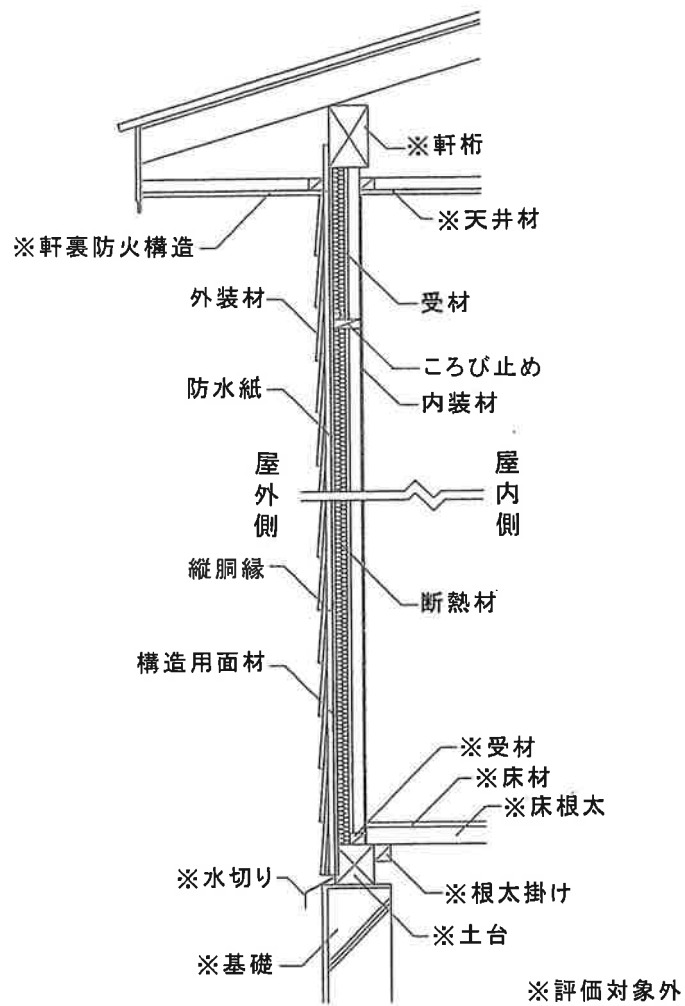 ※軒桁
※天井材
※軒裏防火構造
外装材
受材
ころび止め
防水紙
内装材
屋外側
屋内側
縦胴縁
断熱材
構造用面材
※受材
※床材
※床根太
※水切り
※根太掛け
※土台
※基礎
※評価対象外